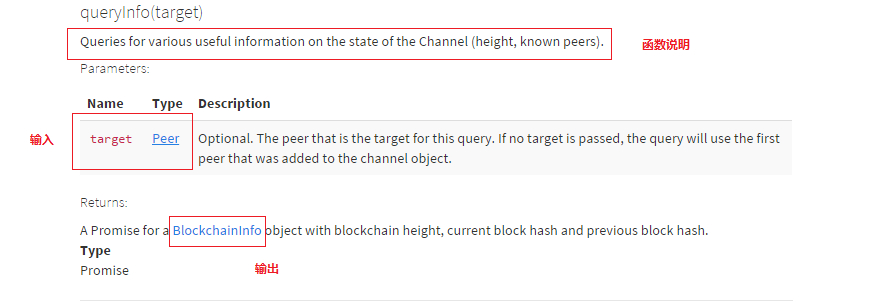 queryInfo(target)
Queries for various useful information on the state of the Channel (height, known peers).
函数说明
Parameters:
Name Type Description
输入
target Peer Optional. The peer that is the target for this query. If no target is passed, the query will use the first
peer that was added to the channel object.
Returns:
A Promise for a BlockchainInfo object with blockchain height, current block hash and previous block hash.
Type
Promise
输出